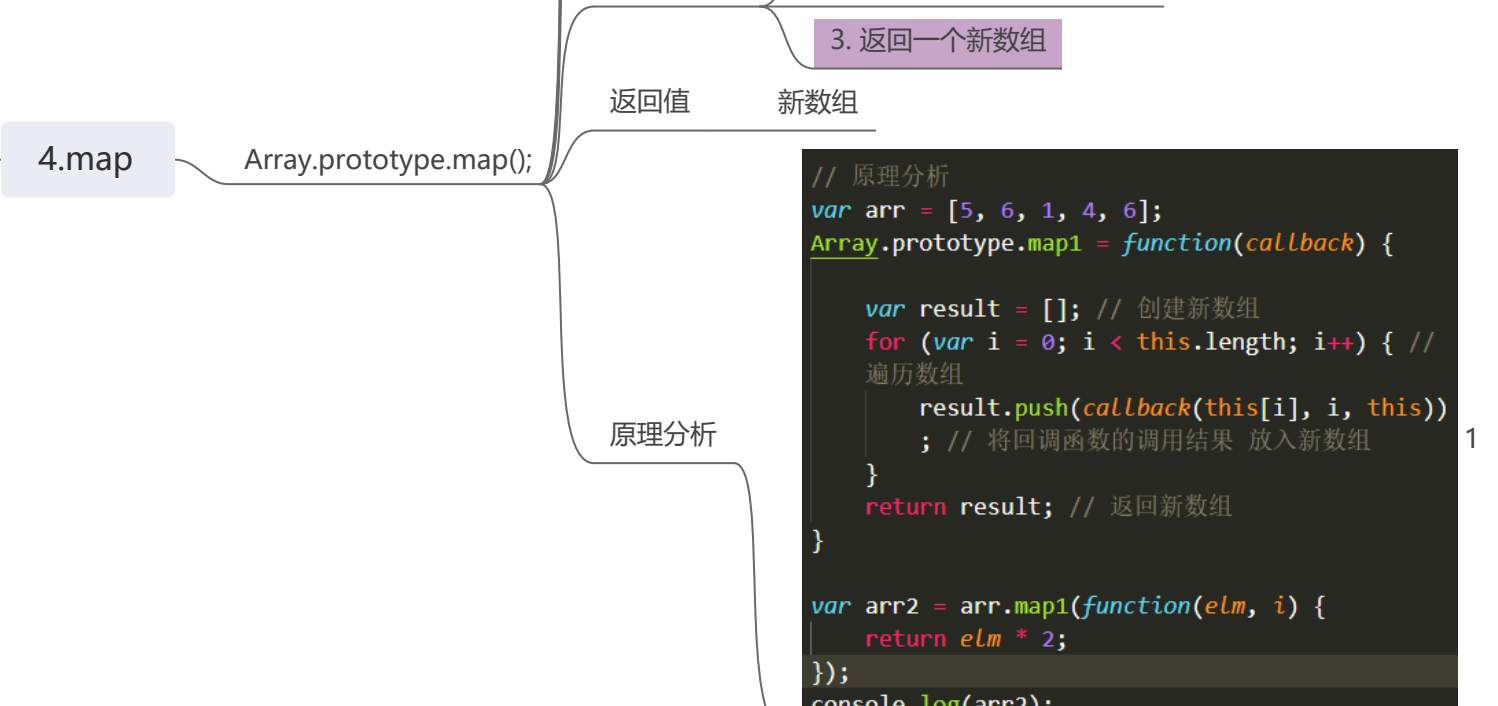 3. 返回一个新数组
返回值
新数组
4.map
Array.prototype.map();
原理分析
// 原理分析
var arr = [5, 6, 1, 4, 6];
Array.prototype.map1 = function(callback) {
var result = []; // 创建新数组
for (var i = 0; i < this.length; i++) { //
遍历数组
result.push(callback(this[i], i, this))
; // 将回调函数的调用结果 放入新数组
}
return result; // 返回新数组
}
var arr2 = arr.map1(function(elm, i) {
return elm * 2;
});
console.log(arr2);
1